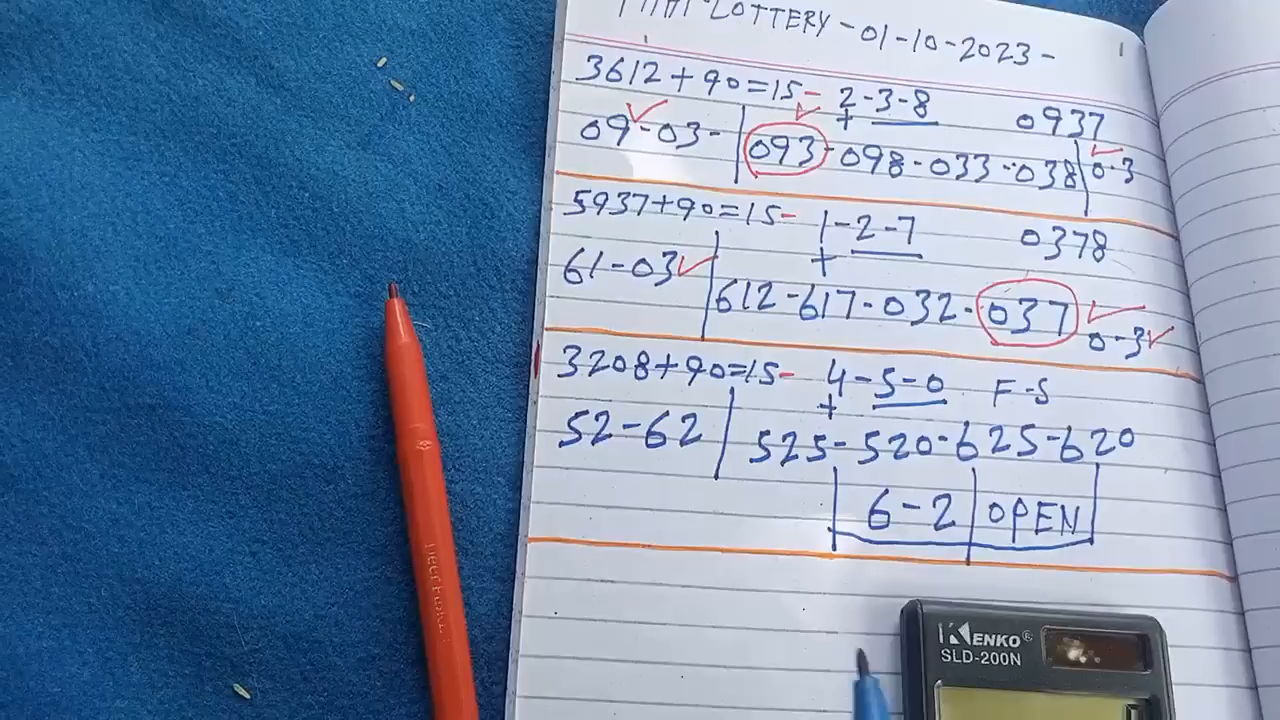 THAI LOTTERY - 01-10-2023 -
3612 + 90 = 15 - 2 - 3 - 8 0937
+
09 - 03 - 093 - 098 - 033 - 038 0-3
5937 + 90 = 15 - 1 - 2 - 7 0378
+
61 - 03 612 - 617 - 032 - 037 0-3
3208 + 90 = 15 - 4 - 5 - 0 F-S
+
52 - 62 525 - 520 - 625 - 620
6 - 2 OPEN
KENKO®
SLD-200N